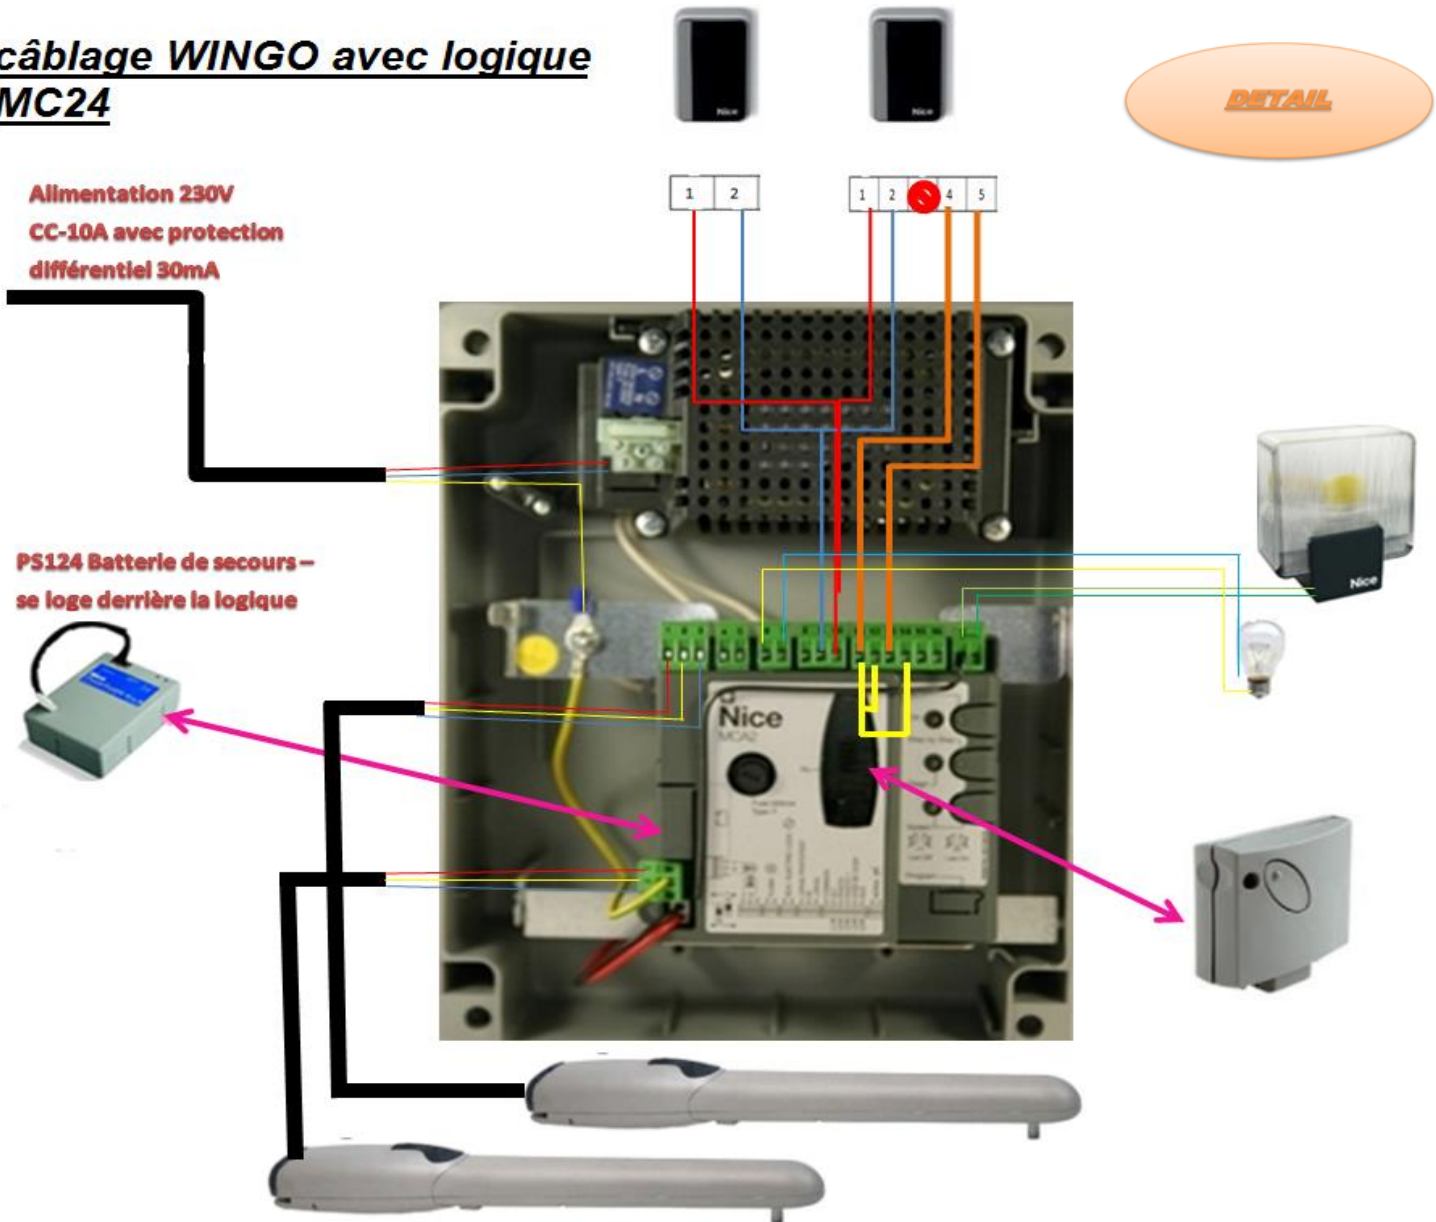 câblage WINGO avec logique
MC24
Nice
Nice
DETAIL
Alimentation 230V
CC-10A avec protection
différentiel 30mA
1 2
1 2 4 5
PS124 Batterie de secours –
se loge derrière la logique
Nice
Nice
MCA2